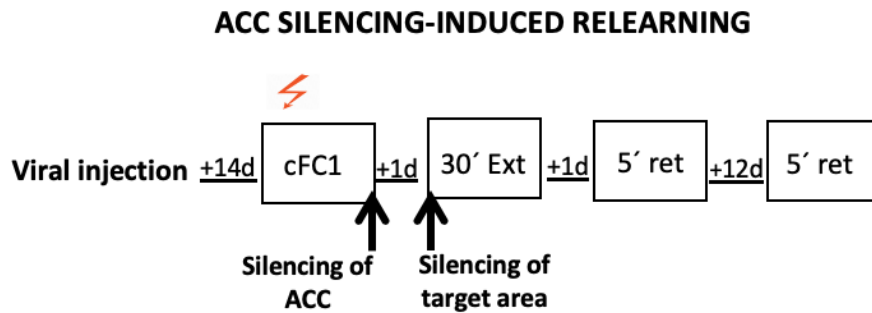 ACC SILENCING-INDUCED RELEARNING
Viral injection +14d cFC1 +1d 30´ Ext +1d 5´ ret +12d 5´ ret
Silencing of ACC
Silencing of target area